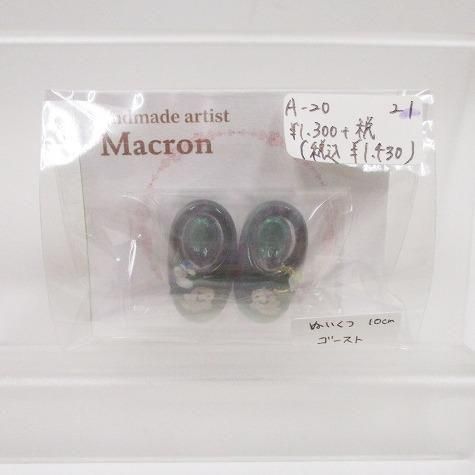 ndmade artist
Macron
A-20 21
¥1.300+税
(税込 ¥1.430)
ぬいくつ 10cm
ゴースト